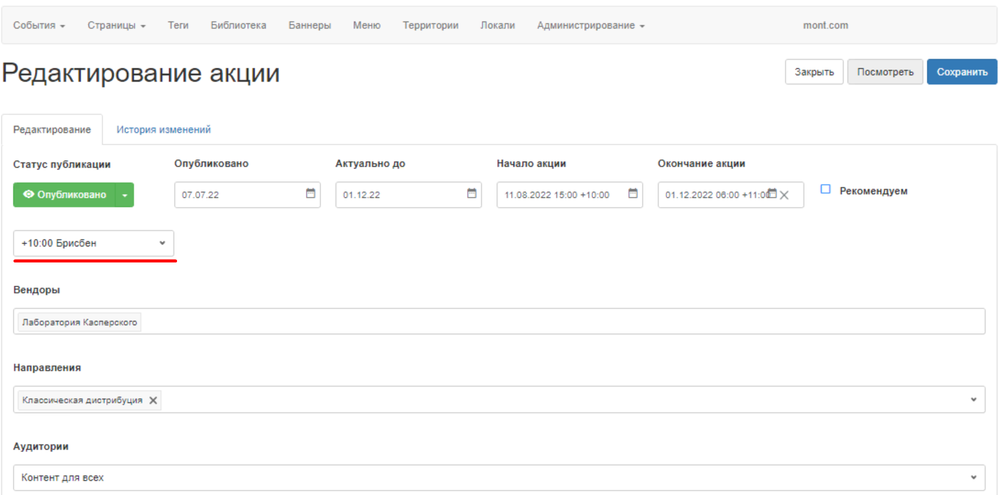 События Страницы Теги Библиотека Баннеры Меню Территории Локали Администрирование mont.com
Редактирование акции
Закрыть Посмотреть Сохранить
Редактирование История изменений
Статус публикации Опубликовано Актуально до Начало акции Окончание акции
Опубликовано 07.07.22 01.12.22 11.08.2022 15:00 +10:00 01.12.2022 06:00 +11:00 Рекомендуем
+10:00 Брисбен
Вендоры
Лаборатория Касперского
Направления
Классическая дистрибуция
Аудитории
Контент для всех